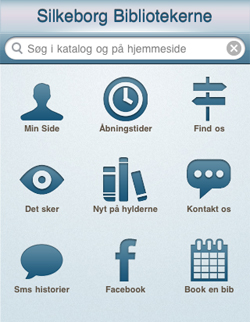 Silkeborg Bibliotekerne
Søg i katalog og på hjemmeside
Min Side
Åbningstider
Find os
Det sker
Nyt på hylderne
Kontakt os
Sms historier
Facebook
Book en bib